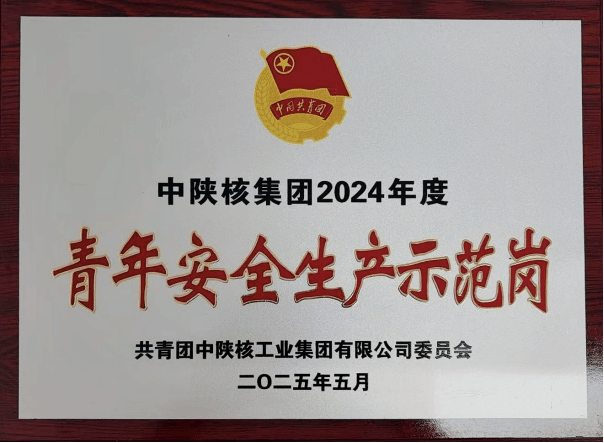 中国共青团
中陕核集团2024年度
青年安全生产示范岗
共青团中陕核工业集团有限公司委员会
二〇二五年五月